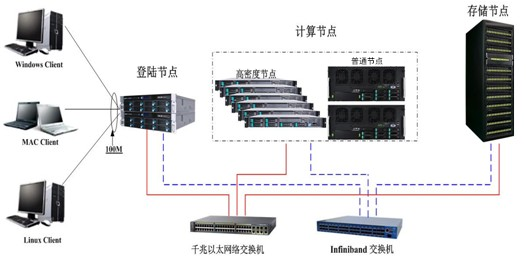 存储节点
计算节点
Windows Client
登陆节点
高密度节点
普通节点
MAC Client
100M
Linux Client
千兆以太网络交换机
Infiniband 交换机